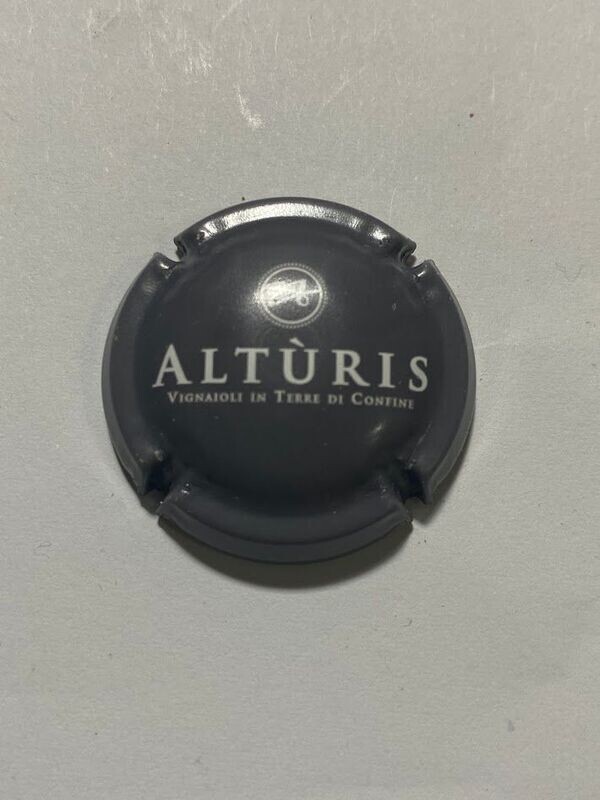 ALTÙRIS
VIGNAIOLI IN TERRE DI CONFINE